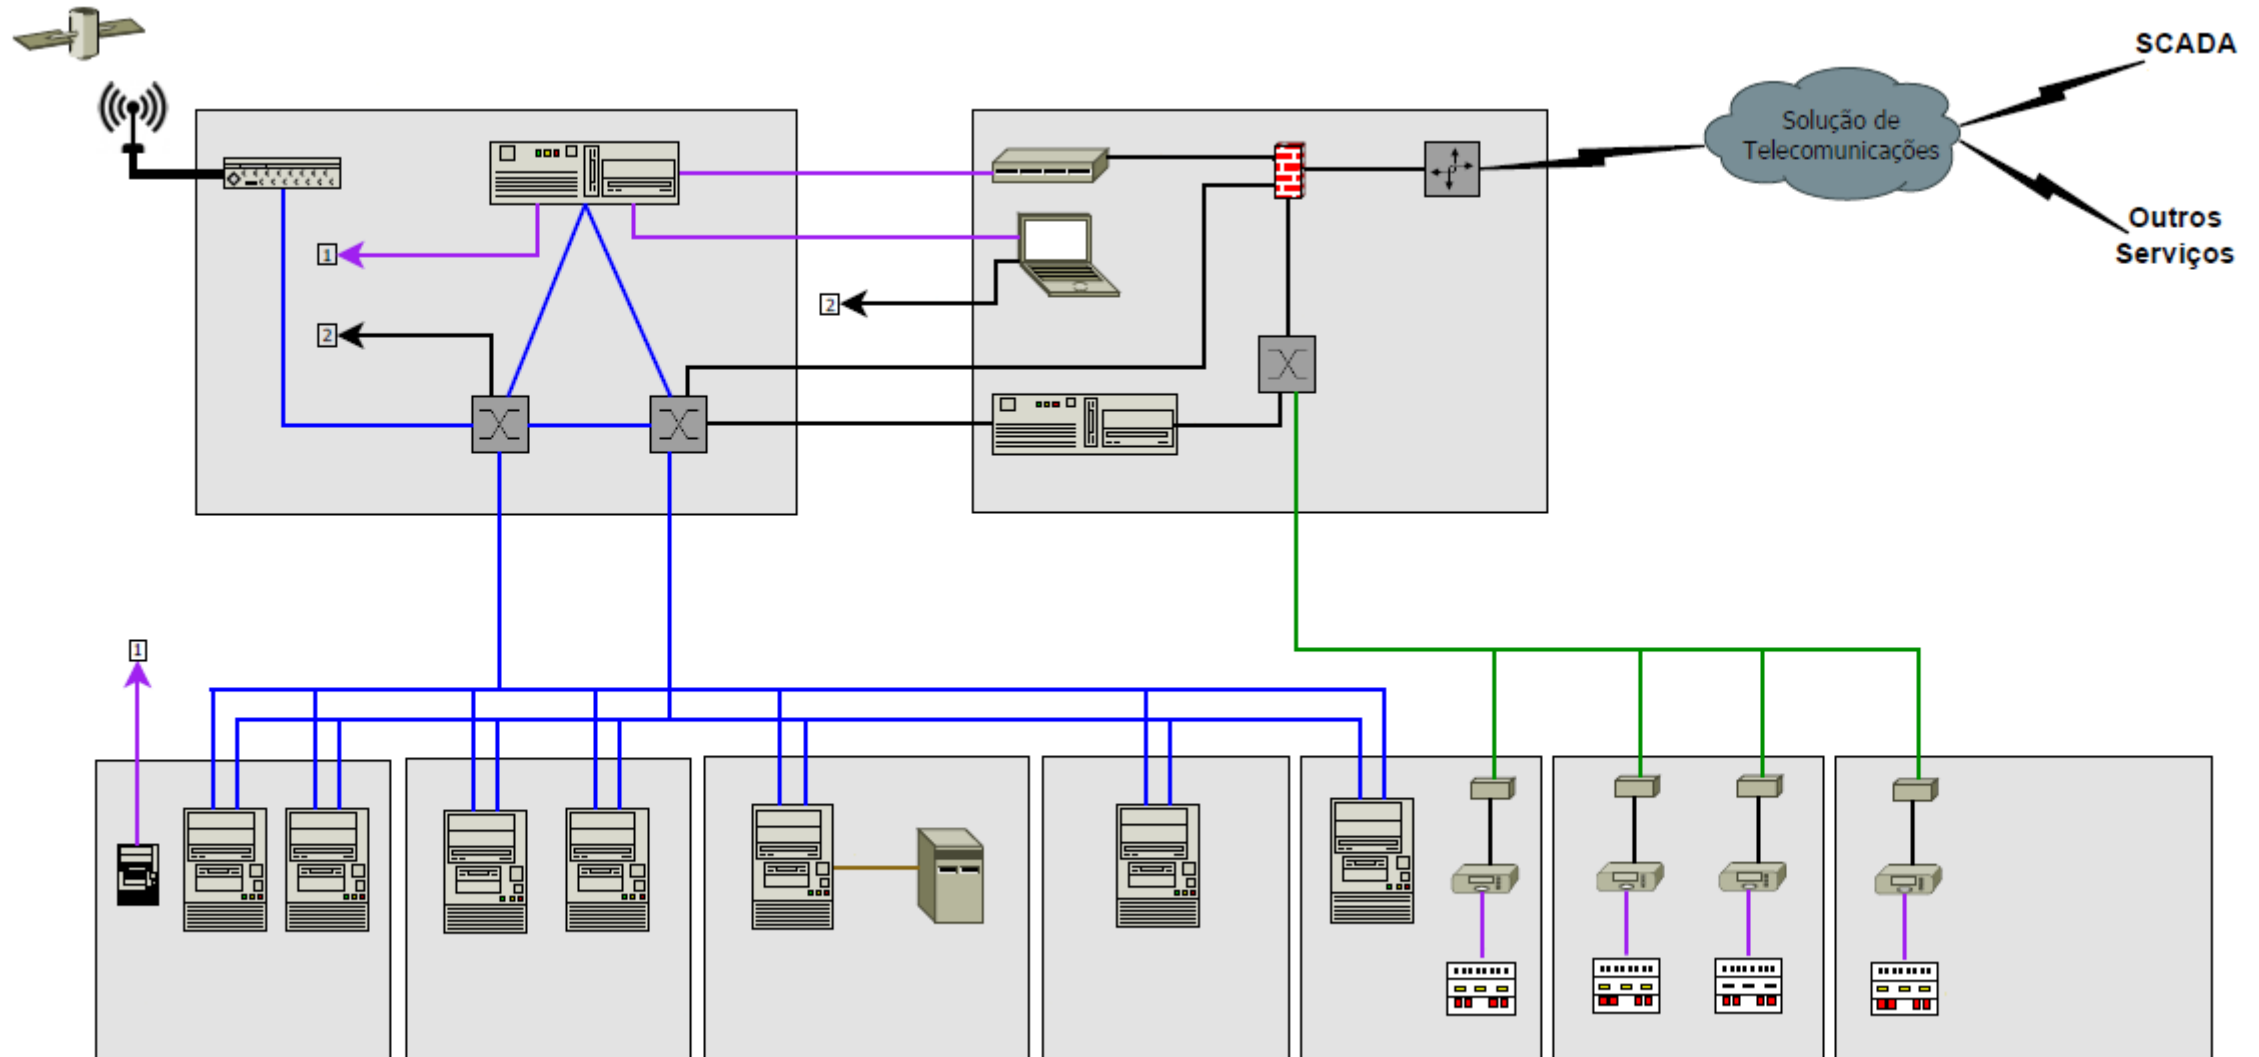 SCADA
Solução de
Telecomunicações
Outros
Serviços
1
2
2
1